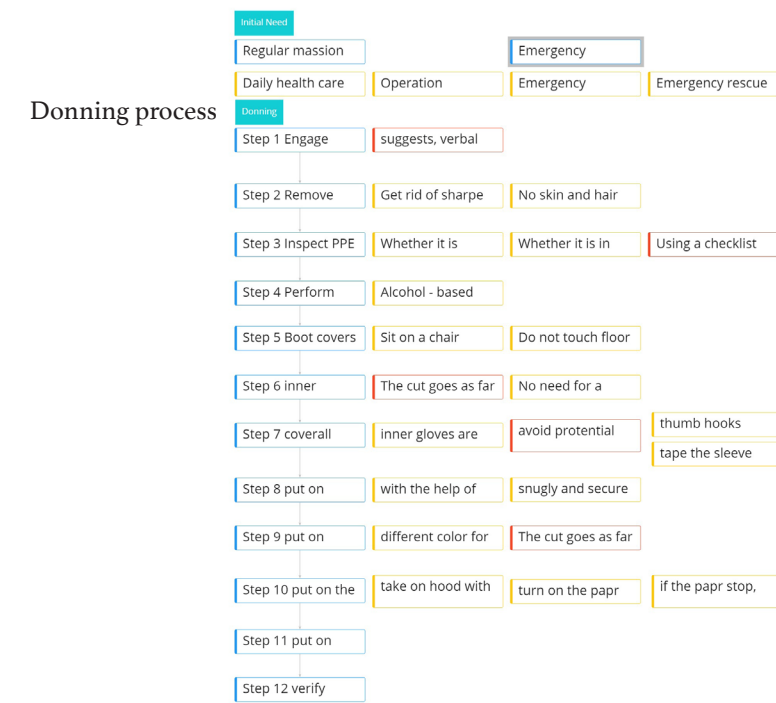 Initial Need
Regular massion
Emergency
Daily health care
Operation
Emergency
Emergency rescue
Donning process
Donning
Step 1 Engage
suggests, verbal
Step 2 Remove
Get rid of sharpe
No skin and hair
Step 3 Inspect PPE
Whether it is
Whether it is in
Using a checklist
Step 4 Perform
Alcohol - based
Step 5 Boot covers
Sit on a chair
Do not touch floor
Step 6 inner
The cut goes as far
No need for a
Step 7 coverall
inner gloves are
avoid protential
thumb hooks
tape the sleeve
Step 8 put on
with the help of
snugly and secure
Step 9 put on
different color for
The cut goes as far
Step 10 put on the
take on hood with
turn on the papr
if the papr stop,
Step 11 put on
Step 12 verify